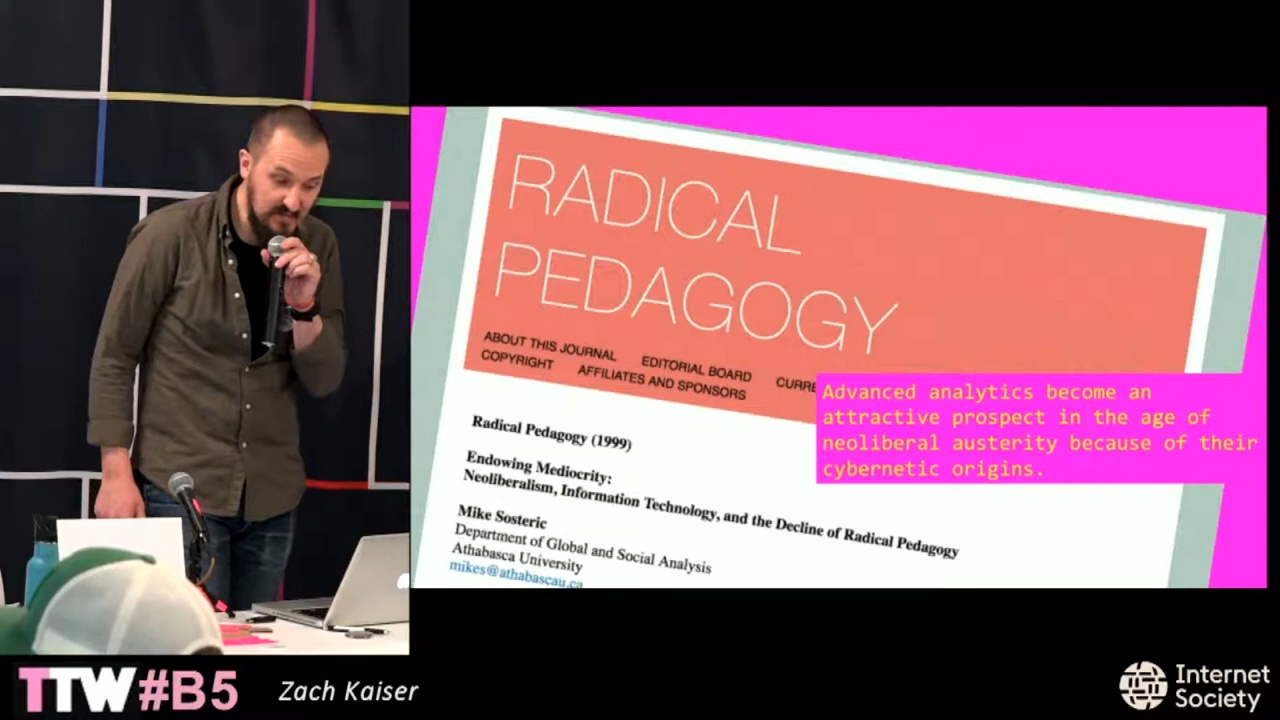 RADICAL
PEDAGOGY
ABOUT THIS JOURNAL EDITORIAL BOARD
COPYRIGHT AFFILIATES AND SPONSORS
Advanced analytics become an
attractive prospect in the age of
neoliberal austerity because of their
cybernetic origins.
Radical Pedagogy (1999)
Endowing Mediocrity:
Neoliberalism, Information Technology, and the Decline of Radical Pedagogy
Mike Sosteric
Department of Global and Social Analysis
Athabasca University
mikes@athabascau.ca
TTW#B5
Zach Kaiser
Internet
Society